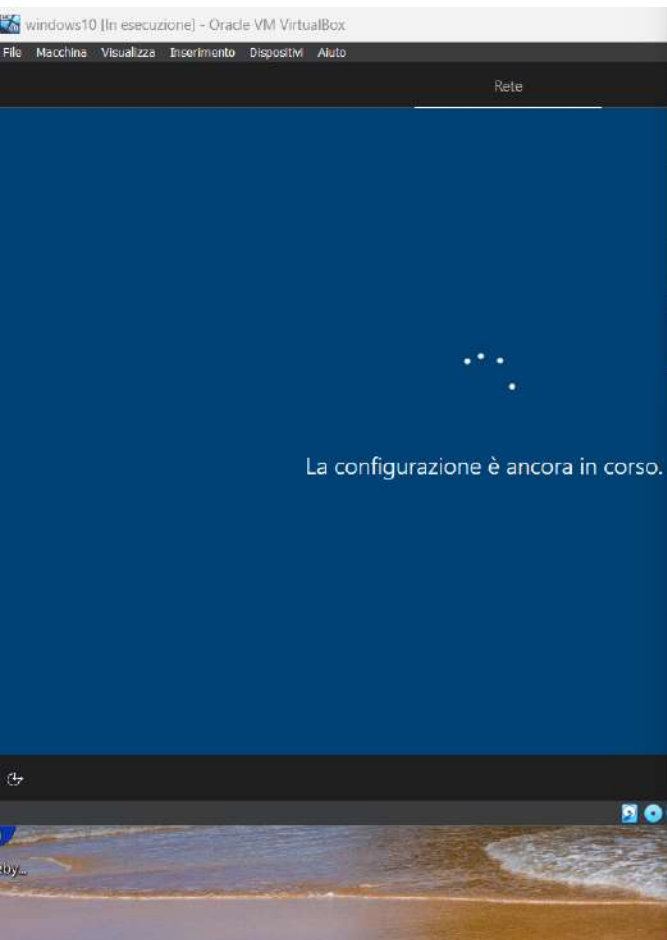 windows10 [In esecuzione] - Oracle VM VirtualBox
File Macchina Visualizza Inserimento Dispositivi Aiuto
Rete
La configurazione è ancora in corso.